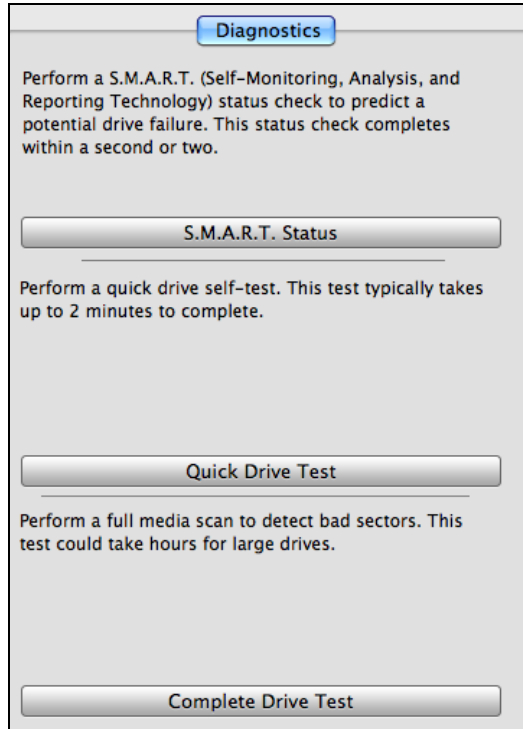 Diagnostics
Perform a S.M.A.R.T. (Self-Monitoring, Analysis, and
Reporting Technology) status check to predict a
potential drive failure. This status check completes
within a second or two.
S.M.A.R.T. Status
Perform a quick drive self-test. This test typically takes
up to 2 minutes to complete.
Quick Drive Test
Perform a full media scan to detect bad sectors. This
test could take hours for large drives.
Complete Drive Test